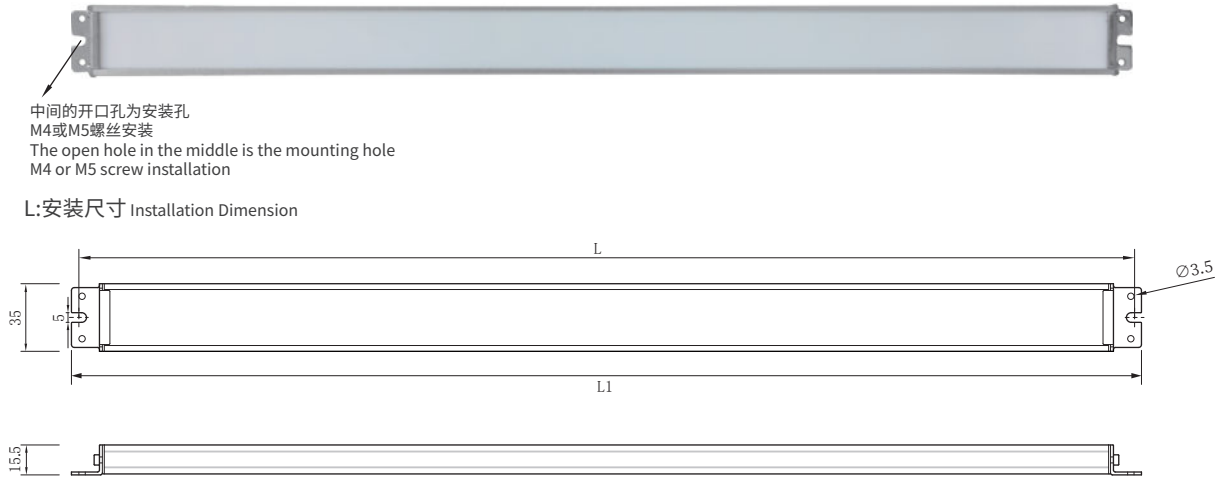 中间的开口孔为安装孔
M4或M5螺丝安装
The open hole in the middle is the mounting hole
M4 or M5 screw installation
L:安装尺寸 Installation Dimension
L
∅3.5
35
5
L1
15.5